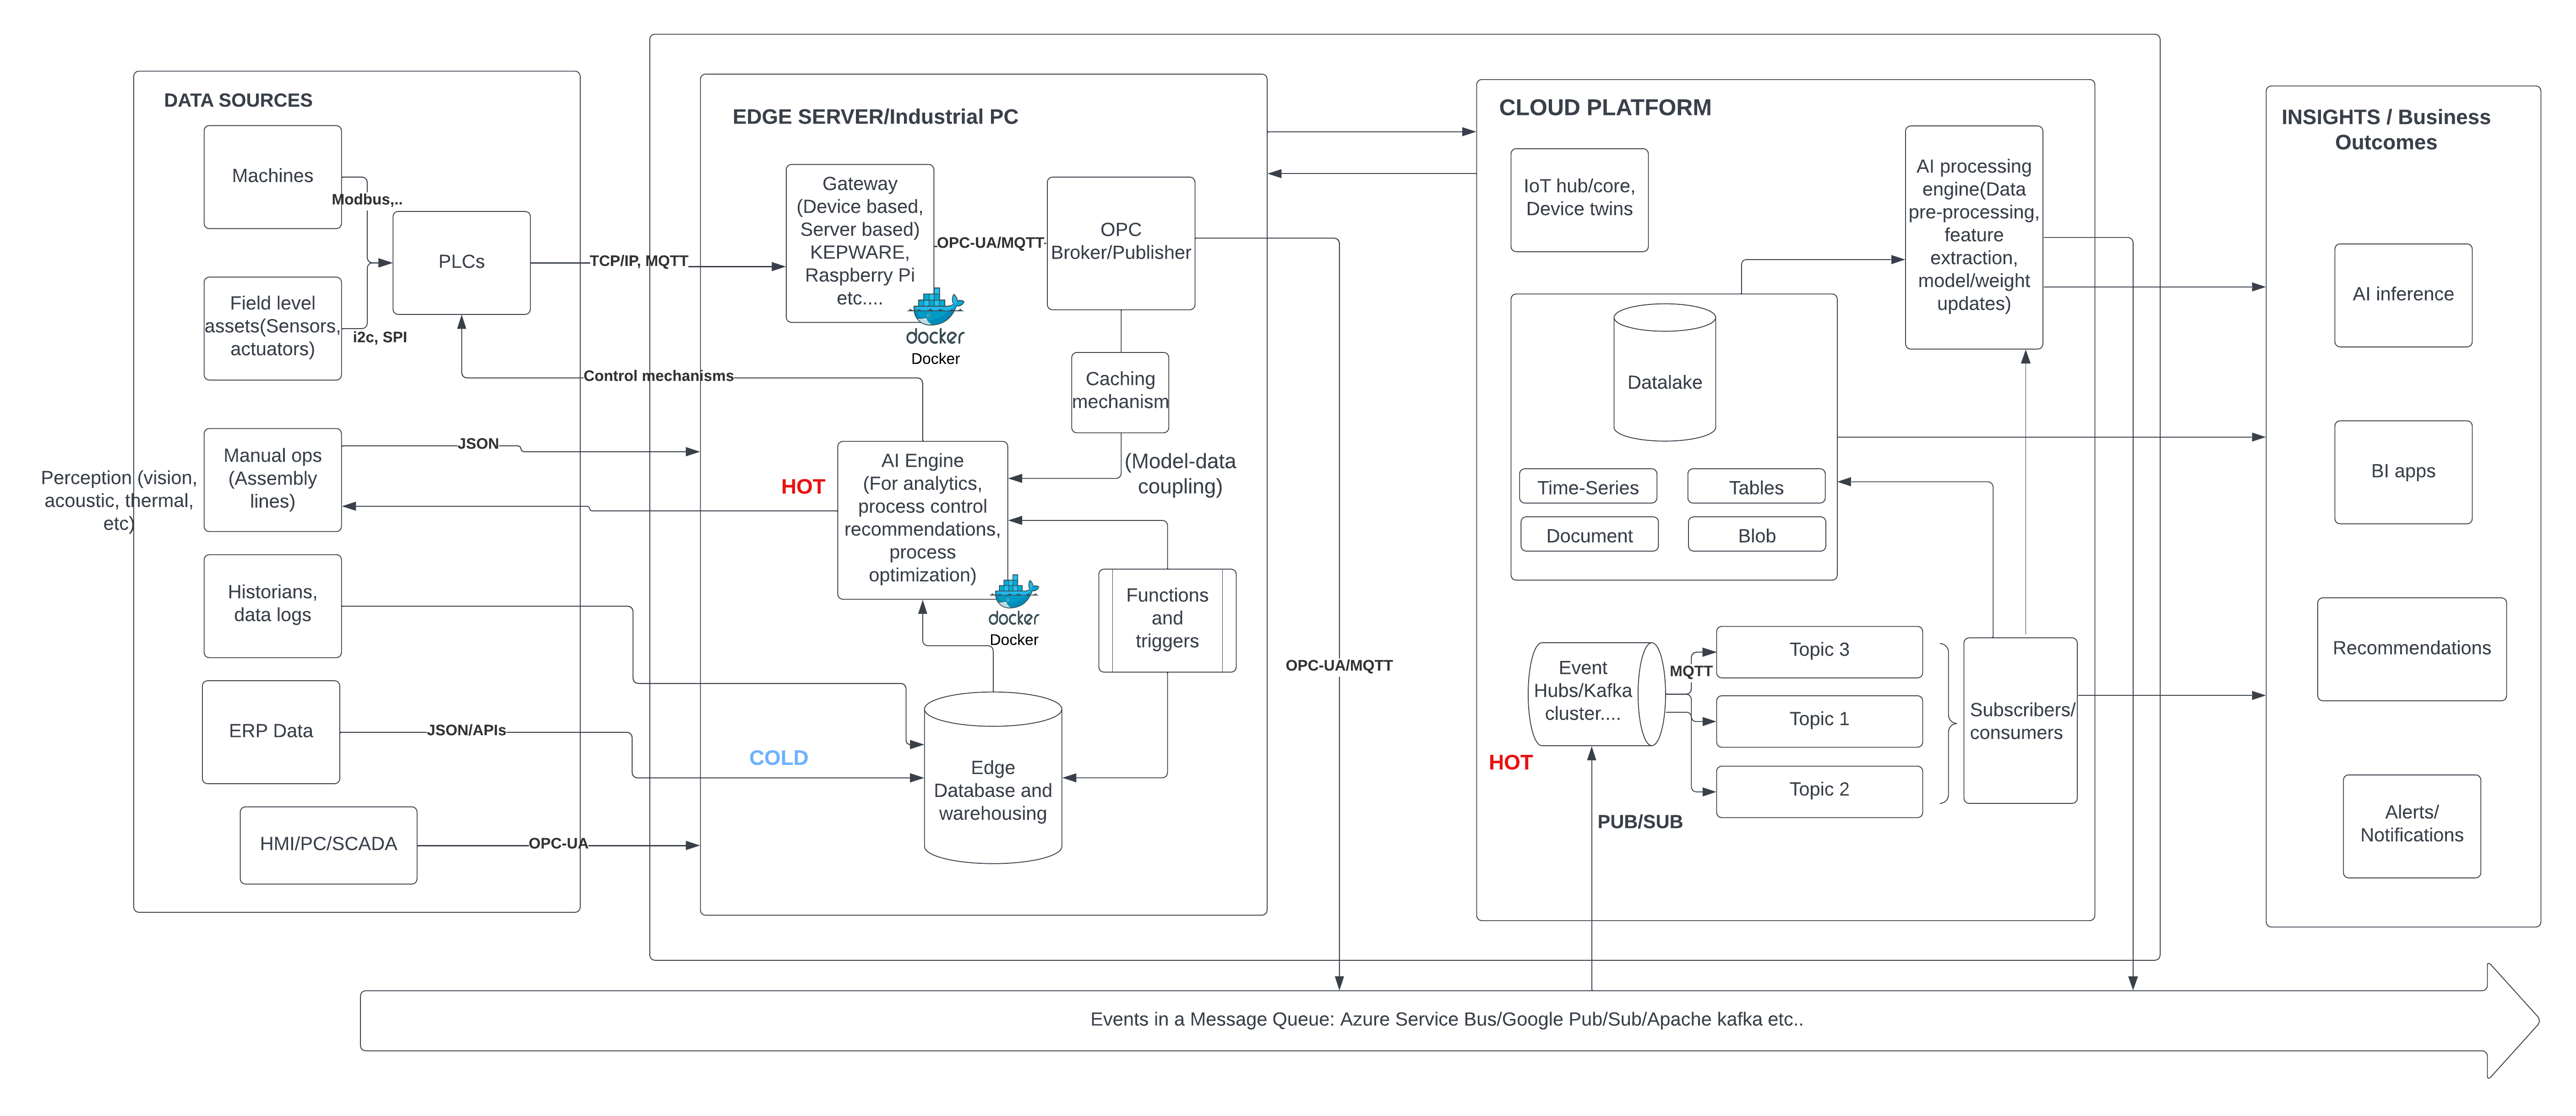 DATA SOURCES
Machines
Modbus,..
PLCs
Field level
assets(Sensors,
actuators)
i2c, SPI
TCP/IP, MQTT
Control mechanisms
Manual ops
(Assembly
lines)
JSON
Perception (vision,
acoustic, thermal,
etc)
Historians,
data logs
ERP Data
JSON/APIs
HMI/PC/SCADA
OPC-UA
EDGE SERVER/Industrial PC
Gateway
(Device based,
Server based)
KEPWARE,
Raspberry Pi
etc....
docker
Docker
OPC-UA/MQTT
OPC
Broker/Publisher
Caching
mechanism
(Model-data
coupling)
HOT
AI Engine
(For analytics,
process control
recommendations,
process
optimization)
docker
Docker
Functions
and
triggers
COLD
Edge
Database and
warehousing
OPC-UA/MQTT
CLOUD PLATFORM
IoT hub/core,
Device twins
AI processing
engine(Data
pre-processing,
feature
extraction,
model/weight
updates)
Datalake
Time-Series
Tables
Document
Blob
Event
Hubs/Kafka
cluster....
HOT
MQTT
Topic 3
Topic 1
Topic 2
Subscribers/
consumers
PUB/SUB
INSIGHTS / Business
Outcomes
AI inference
BI apps
Recommendations
Alerts/
Notifications
Events in a Message Queue: Azure Service Bus/Google Pub/Sub/Apache kafka etc..